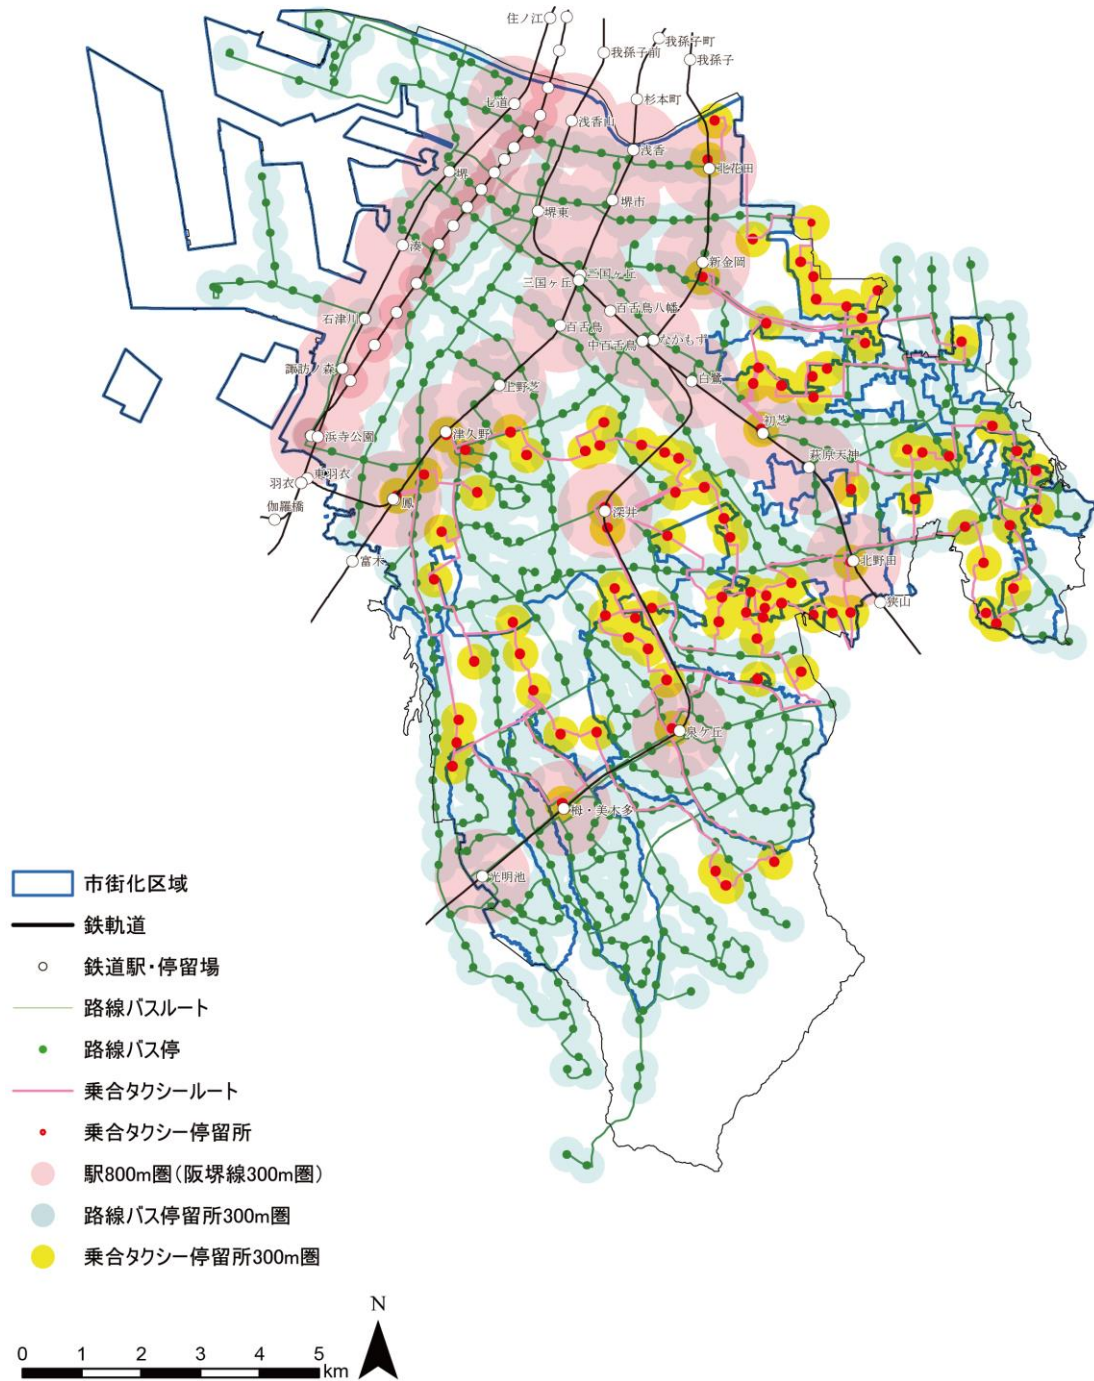 住ノ江
我孫子前
我孫子町
我孫子
七道
浅香山
杉本町
浅香
北花田
堺
堺東
堺市
湊
新金岡
三国ヶ丘
三国ヶ丘
石津川
百舌鳥八幡
百舌鳥
中百舌鳥
なかもず
諏訪ノ森
上野芝
白鷺
浜寺公園
津久野
初芝
萩原天神
東羽衣
羽衣
鳳
伽羅橋
深井
富木
北野田
狭山
泉ケ丘
栂・美木多
光明池
市街化区域
鉄軌道
鉄道駅・停留場
路線バスルート
路線バス停
乗合タクシールート
乗合タクシー停留所
駅800m圏(阪堺線300m圏)
路線バス停留所300m圏
乗合タクシー停留所300m圏
N
0 1 2 3 4 5
km